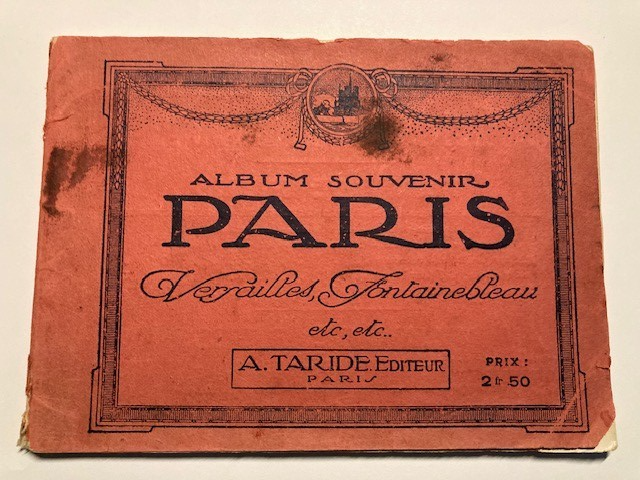 ALBUM SOUVENIR
PARIS
Versailles, Fontainebleau
etc, etc..
A. TARIDE. EDITEUR
PARIS
PRIX :
2 fr. 50